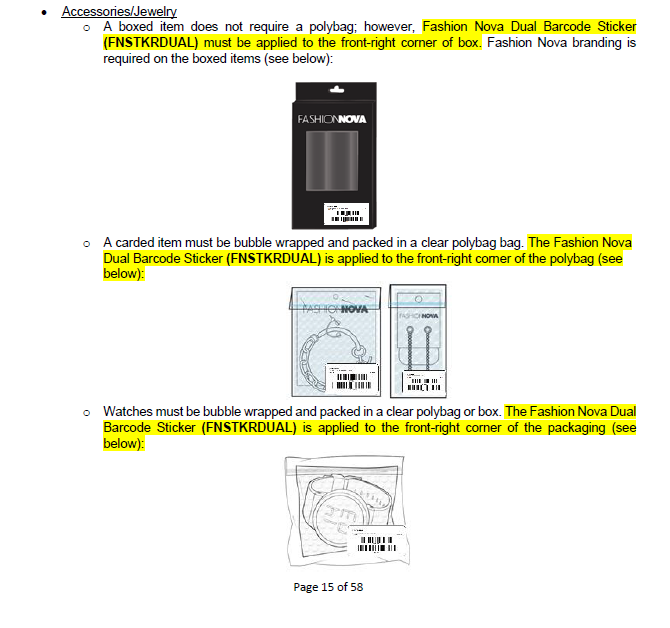 • Accessories/Jewelry
o A boxed item does not require a polybag; however, Fashion Nova Dual Barcode Sticker
(FNSTKRDUAL) must be applied to the front-right corner of box. Fashion Nova branding is
required on the boxed items (see below):
FASHIONNOVA
o A carded item must be bubble wrapped and packed in a clear polybag bag. The Fashion Nova
Dual Barcode Sticker (FNSTKRDUAL) is applied to the front-right corner of the polybag (see
below):
FASHIONNOVA
FASHIONNOVA
o Watches must be bubble wrapped and packed in a clear polybag or box. The Fashion Nova Dual
Barcode Sticker (FNSTKRDUAL) is applied to the front-right corner of the packaging (see
below):
Page 15 of 58